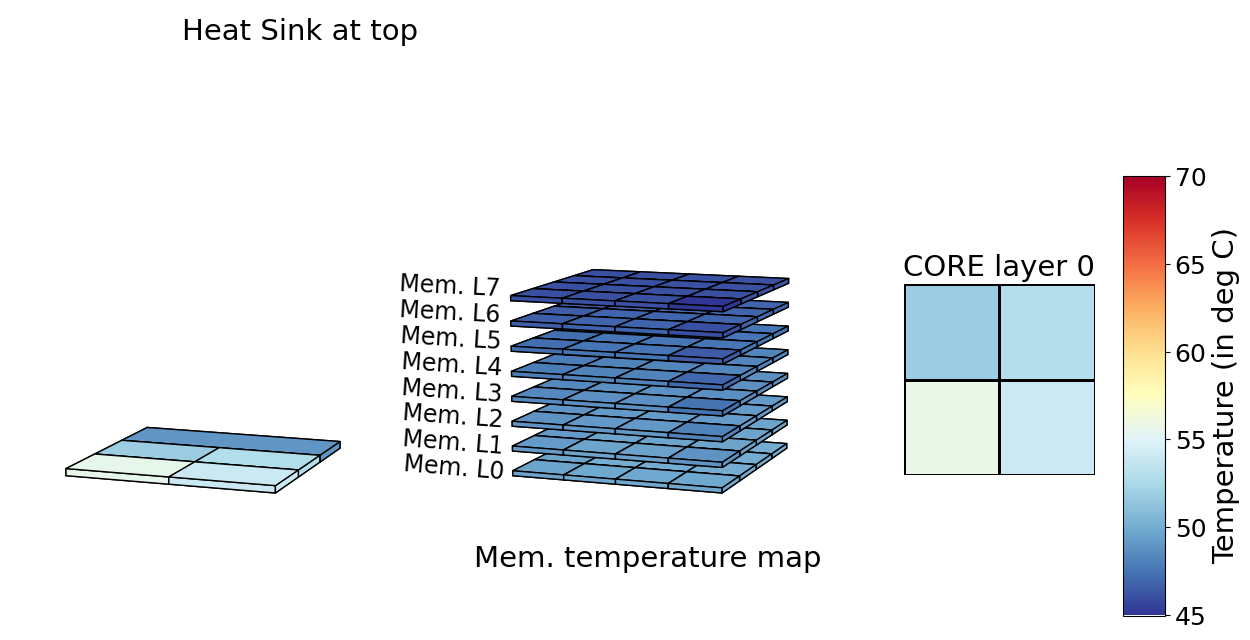 Heat Sink at top
Mem. L7
Mem. L6
Mem. L5
Mem. L4
Mem. L3
Mem. L2
Mem. L1
Mem. L0
Mem. temperature map
CORE layer 0
70
65
60
55
50
45
Temperature (in deg C)